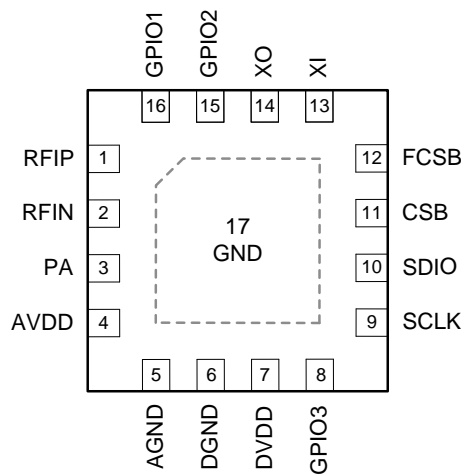 GPIO1
GPIO2
XO
XI
16
15
14
13
RFIP 1
12 FCSB
RFIN 2
11 CSB
17
GND
PA 3
10 SDIO
AVDD 4
9 SCLK
5
6
7
8
AGND
DGND
DVDD
GPIO3